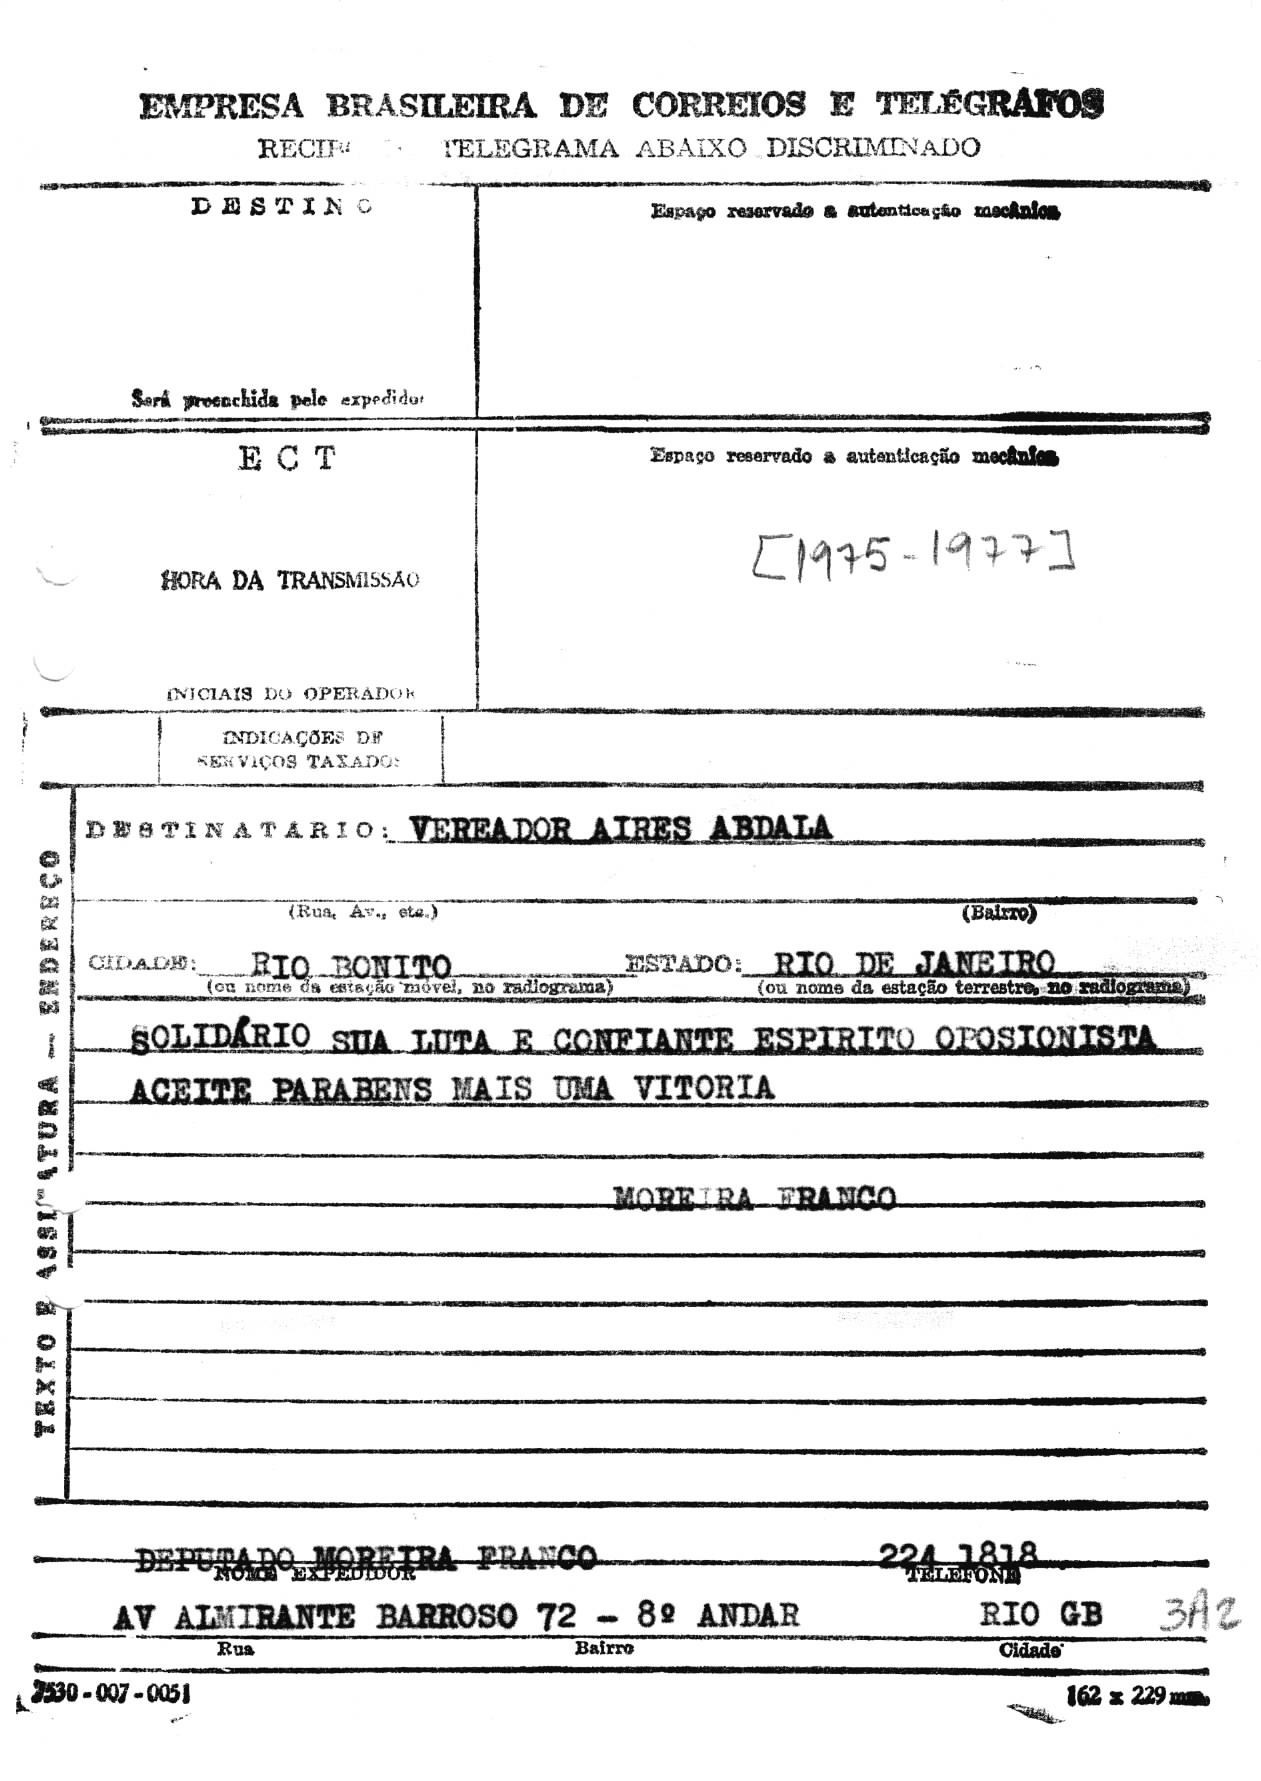 EMPRESA BRASILEIRA DE CORREIOS E TELÉGRAFOS
TELEGRAMA ABAIXO DISCRIMINADO
DESTINO
Espaço reservado a autenticação mecânica
Será preenchida pelo expedidor
ECT
Espaço reservado a autenticação mecânica
[1975-1977]
HORA DA TRANSMISSÃO
INICIAIS DO OPERADOR
INDICAÇÕES DE
SERVIÇOS TAXADOS
DESTINATARIO: VEREADOR AIRES ABDALA
(Rua, Av., etc.) (Bairro)
CIDADE: RIO BONITO ESTADO: RIO DE JANEIRO
(ou nome da estação móvel, no radiograma) (ou nome da estação terrestre, no radiograma)
SOLIDÁRIO SUA LUTA E CONFIANTE ESPIRITO OPOSIONISTA
ACEITE PARABENS MAIS UMA VITORIA
MOREIRA FRANCO
TEXTO E ASSINATURA — ENDEREÇO
DEPUTADO MOREIRA FRANCO 224 1818
NOME EXPEDIDOR TELEFONE
AV ALMIRANTE BARROSO 72 - 8º ANDAR RIO GB 3A2
Rua Bairro Cidade
7530-007-0051 162 x 229 mm.